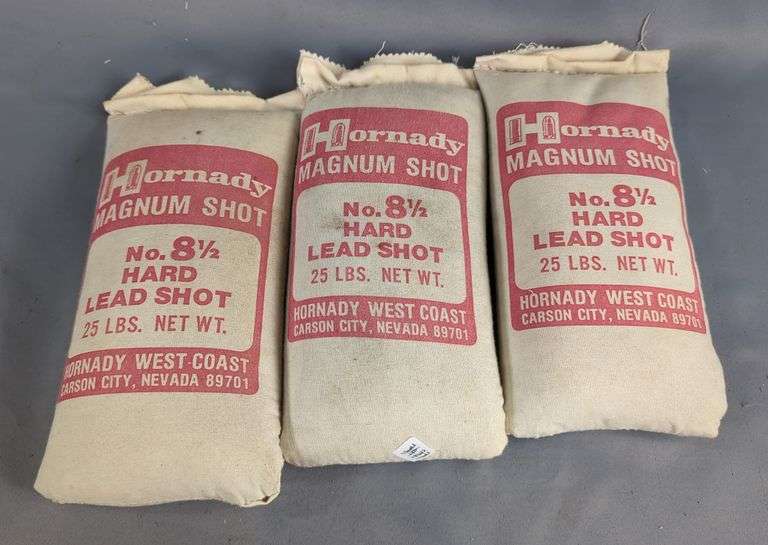 Hornady
MAGNUM SHOT
No. 8½
HARD
LEAD SHOT
25 LBS. NET WT.
HORNADY WEST COAST
CARSON CITY, NEVADA 89701
Hornady
MAGNUM SHOT
No. 8½
HARD
LEAD SHOT
25 LBS. NET WT.
HORNADY WEST COAST
CARSON CITY, NEVADA 89701
Hornady
MAGNUM SHOT
No. 8½
HARD
LEAD SHOT
25 LBS. NET WT.
HORNADY WEST COAST
CARSON CITY, NEVADA 89701